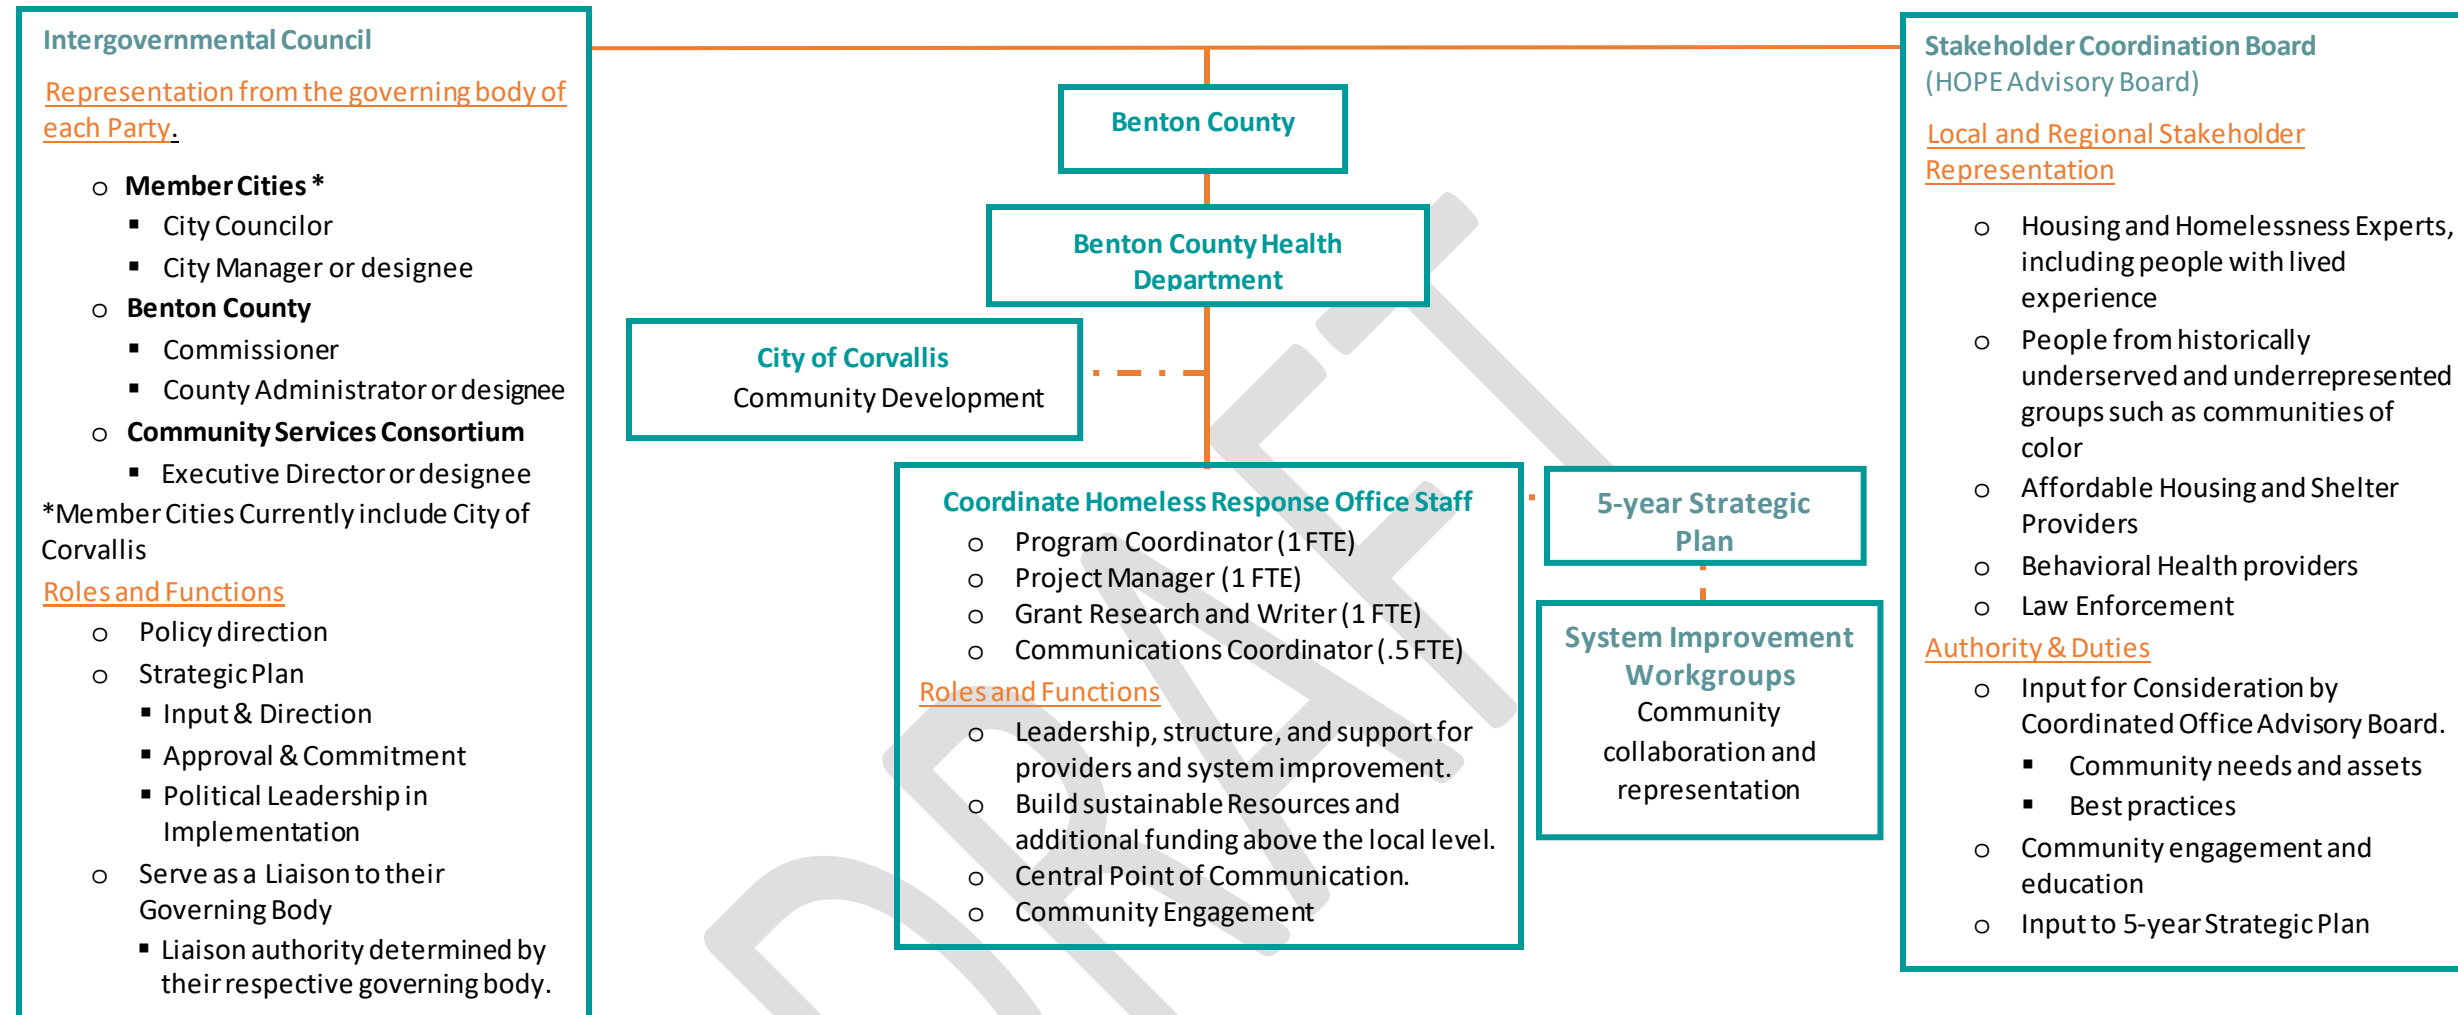 Intergovernmental Council
Representation from the governing body of
each Party.
o Member Cities *
▪ City Councilor
▪ City Manager or designee
o Benton County
▪ Commissioner
▪ County Administrator or designee
o Community Services Consortium
▪ Executive Director or designee
*Member Cities Currently include City of
Corvallis
Roles and Functions
o Policy direction
o Strategic Plan
▪ Input & Direction
▪ Approval & Commitment
▪ Political Leadership in
Implementation
o Serve as a Liaison to their
Governing Body
▪ Liaison authority determined by
their respective governing body.
Benton County
Benton County Health
Department
City of Corvallis
Community Development
Coordinate Homeless Response Office Staff
o Program Coordinator (1 FTE)
o Project Manager (1 FTE)
o Grant Research and Writer (1 FTE)
o Communications Coordinator (.5 FTE)
Roles and Functions
o Leadership, structure, and support for
providers and system improvement.
o Build sustainable Resources and
additional funding above the local level.
o Central Point of Communication.
o Community Engagement
5-year Strategic
Plan
System Improvement
Workgroups
Community
collaboration and
representation
Stakeholder Coordination Board
(HOPE Advisory Board)
Local and Regional Stakeholder
Representation
o Housing and Homelessness Experts,
including people with lived
experience
o People from historically
underserved and underrepresented
groups such as communities of
color
o Affordable Housing and Shelter
Providers
o Behavioral Health providers
o Law Enforcement
Authority & Duties
o Input for Consideration by
Coordinated Office Advisory Board.
▪ Community needs and assets
▪ Best practices
o Community engagement and
education
o Input to 5-year Strategic Plan
DRAFT